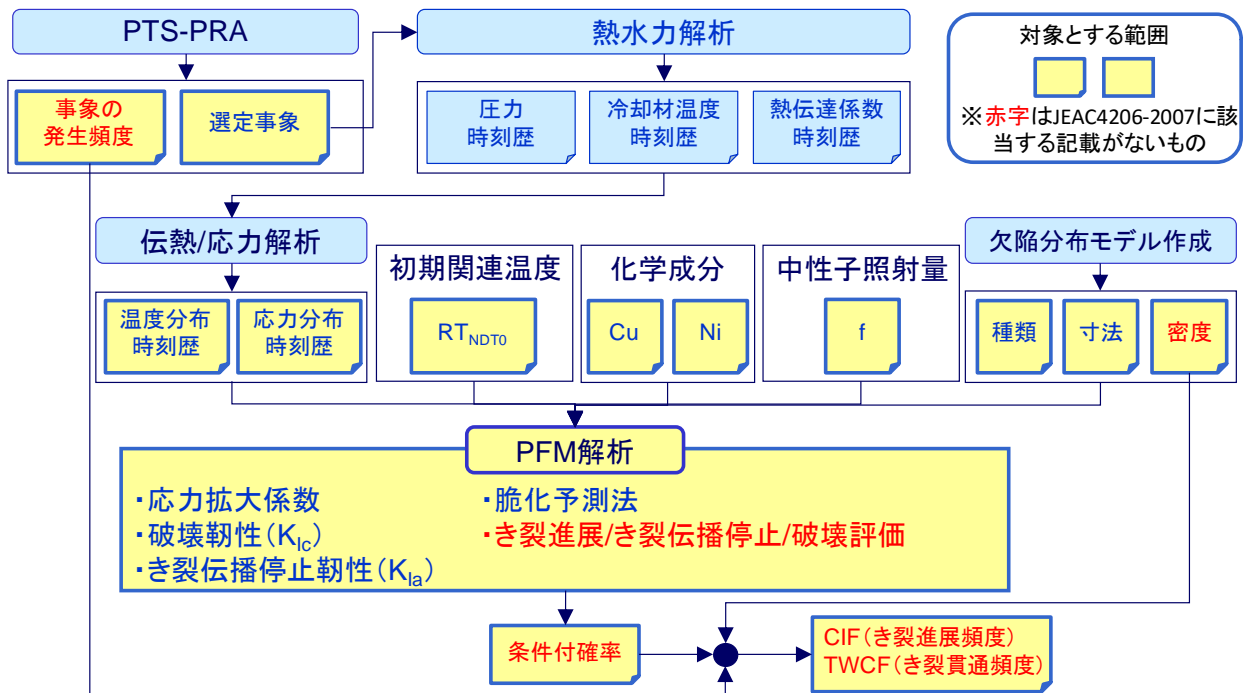 PTS-PRA
事象の
発生頻度
選定事象
熱水力解析
圧力
時刻歴
冷却材温度
時刻歴
熱伝達係数
時刻歴
対象とする範囲
※赤字はJEAC4206-2007に該
当する記載がないもの
伝熱/応力解析
温度分布
時刻歴
応力分布
時刻歴
初期関連温度
RTNDT0
化学成分
Cu
Ni
中性子照射量
f
欠陥分布モデル作成
種類
寸法
密度
PFM解析
・応力拡大係数
・破壊靭性（KIc）
・き裂伝播停止靭性（KIa）
・脆化予測法
・き裂進展/き裂伝播停止/破壊評価
条件付確率
CIF（き裂進展頻度）
TWCF（き裂貫通頻度）